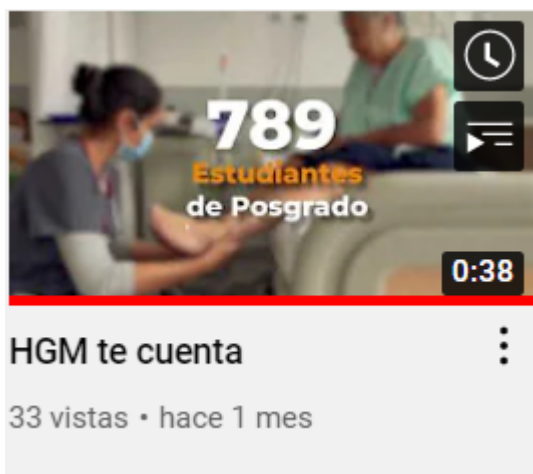 789
Estudiantes
de Posgrado
0:38
HGM te cuenta
33 vistas • hace 1 mes